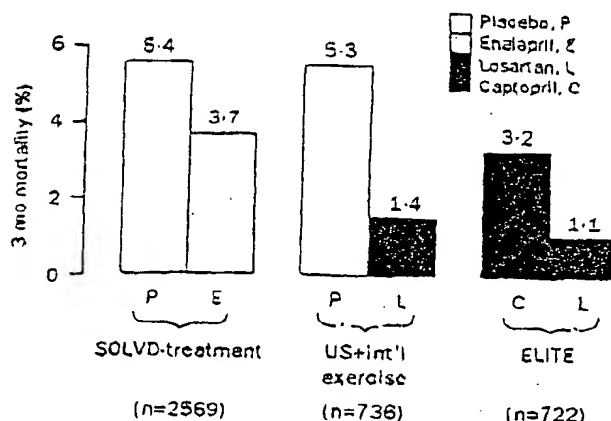 Placebo, P
Enalapril, E
Losartan, L
Captopril, C
3 mo mortality (%)
6
4
2
0
5·4
3·7
5·3
1·4
3·2
1·1
P E
P L
C L
SOLVD-treatment
US+int'l
exercise
ELITE
(n=2569)
(n=736)
(n=722)